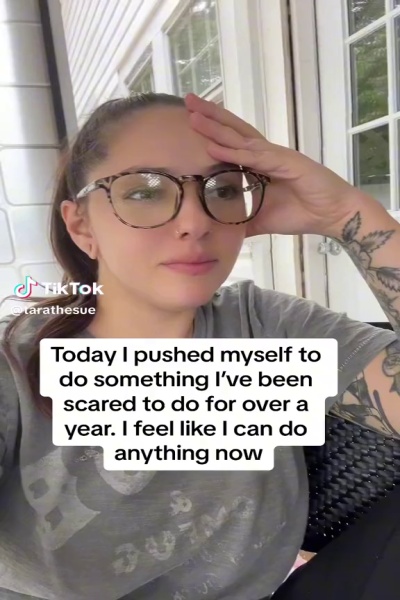 TikTok
@tarathesue
Today I pushed myself to
do something I've been
scared to do for over a
year. I feel like I can do
anything now